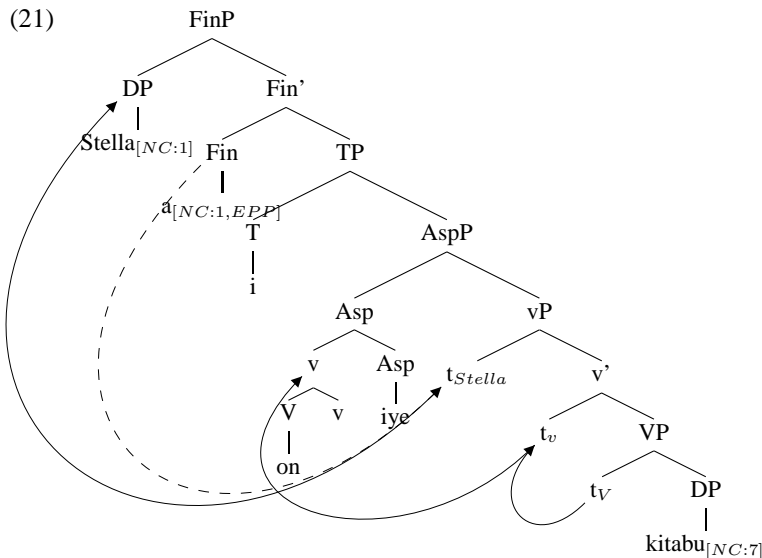 (21) FinP
DP Fin’
Stella[NC:1] Fin TP
a[NC:1,EPP]
T AspP
i
Asp vP
v Asp tStella v’
V v iye tv VP
on tV DP
kitabu[NC:7]